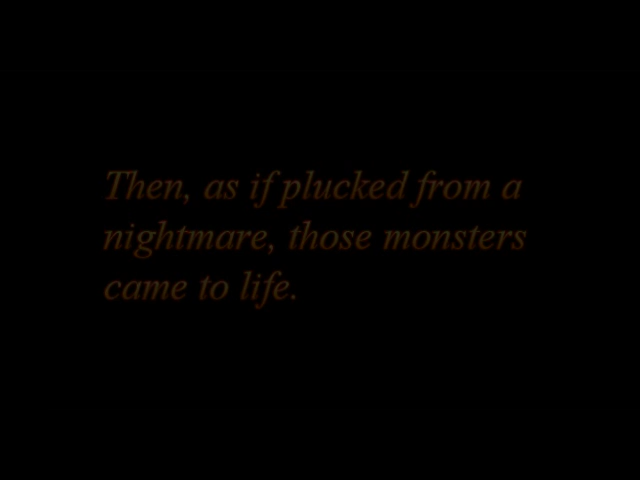 Then, as if plucked from a
nightmare, those monsters
came to life.